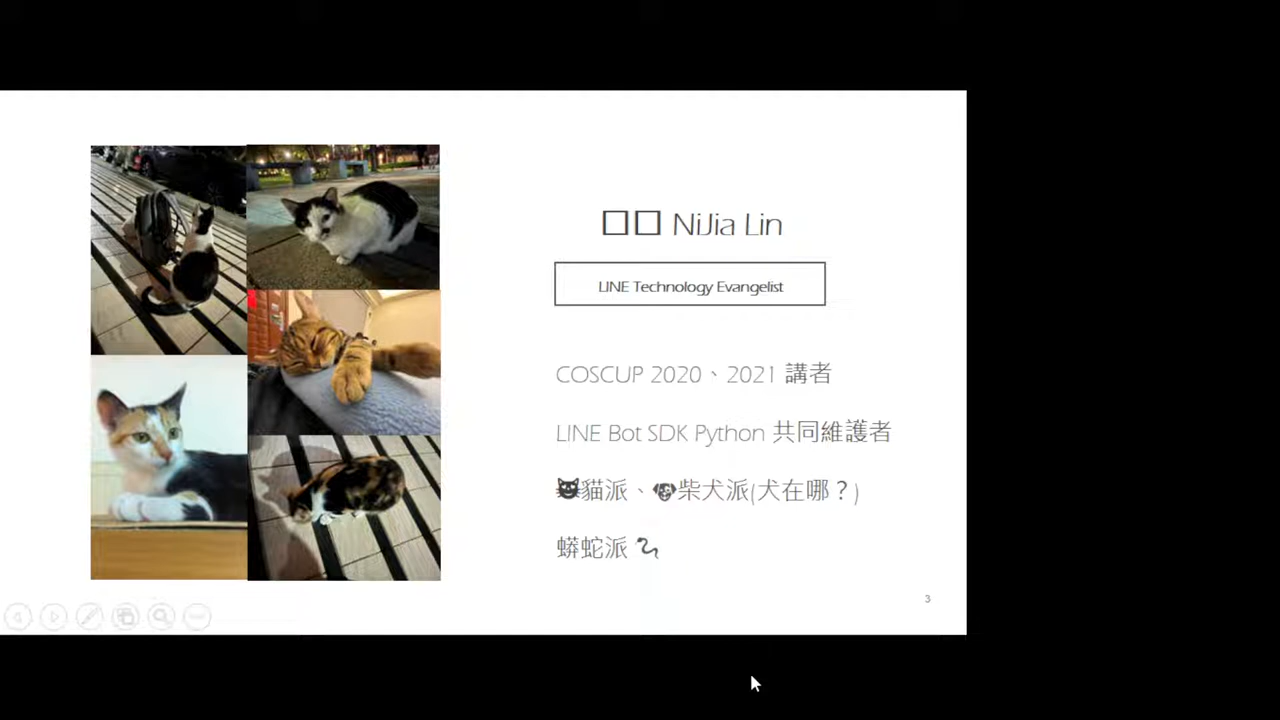 NiJia Lin
LINE Technology Evangelist
COSCUP 2020、2021 講者
LINE Bot SDK Python 共同維護者
😼貓派、🐶柴犬派(犬在哪？)
蟒蛇派 🐍
3